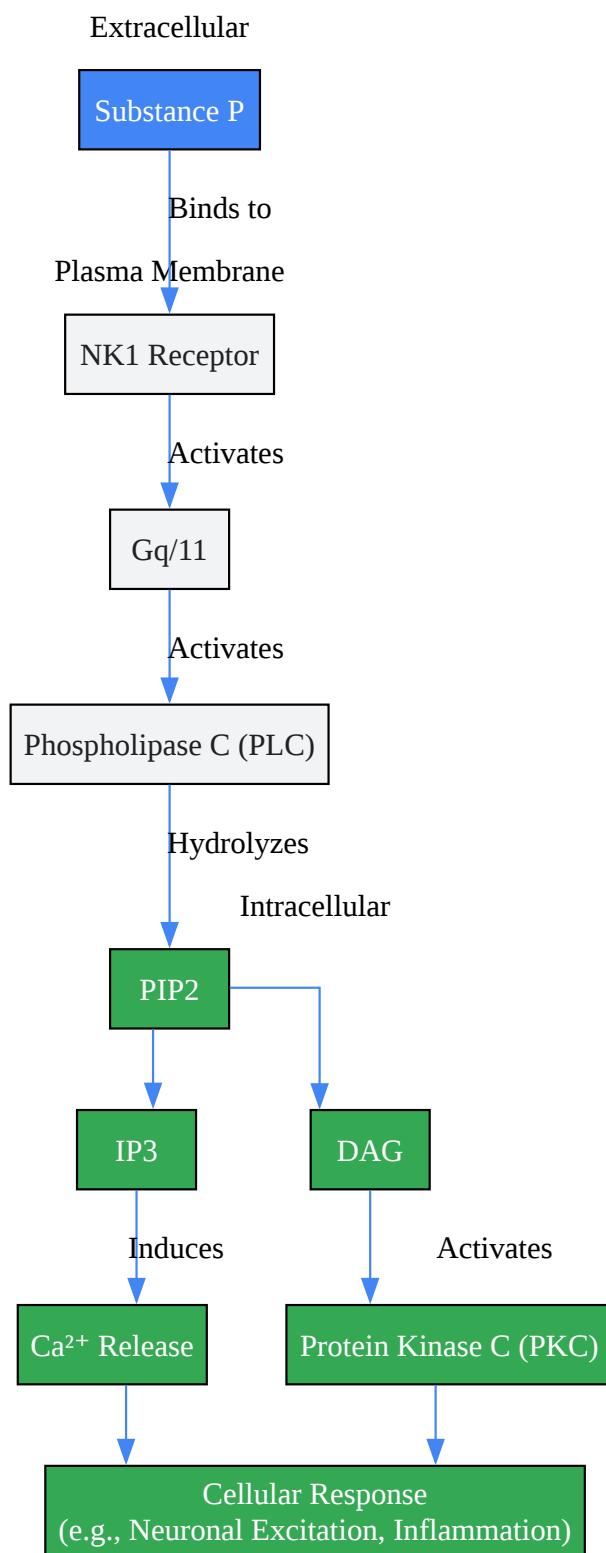 Extracellular
Substance P
Binds to
Plasma Membrane
NK1 Receptor
Activates
Gq/11
Activates
Phospholipase C (PLC)
Hydrolyzes
Intracellular
PIP2
IP3
DAG
Induces
Activates
Ca²⁺ Release
Protein Kinase C (PKC)
Cellular Response
(e.g., Neuronal Excitation, Inflammation)